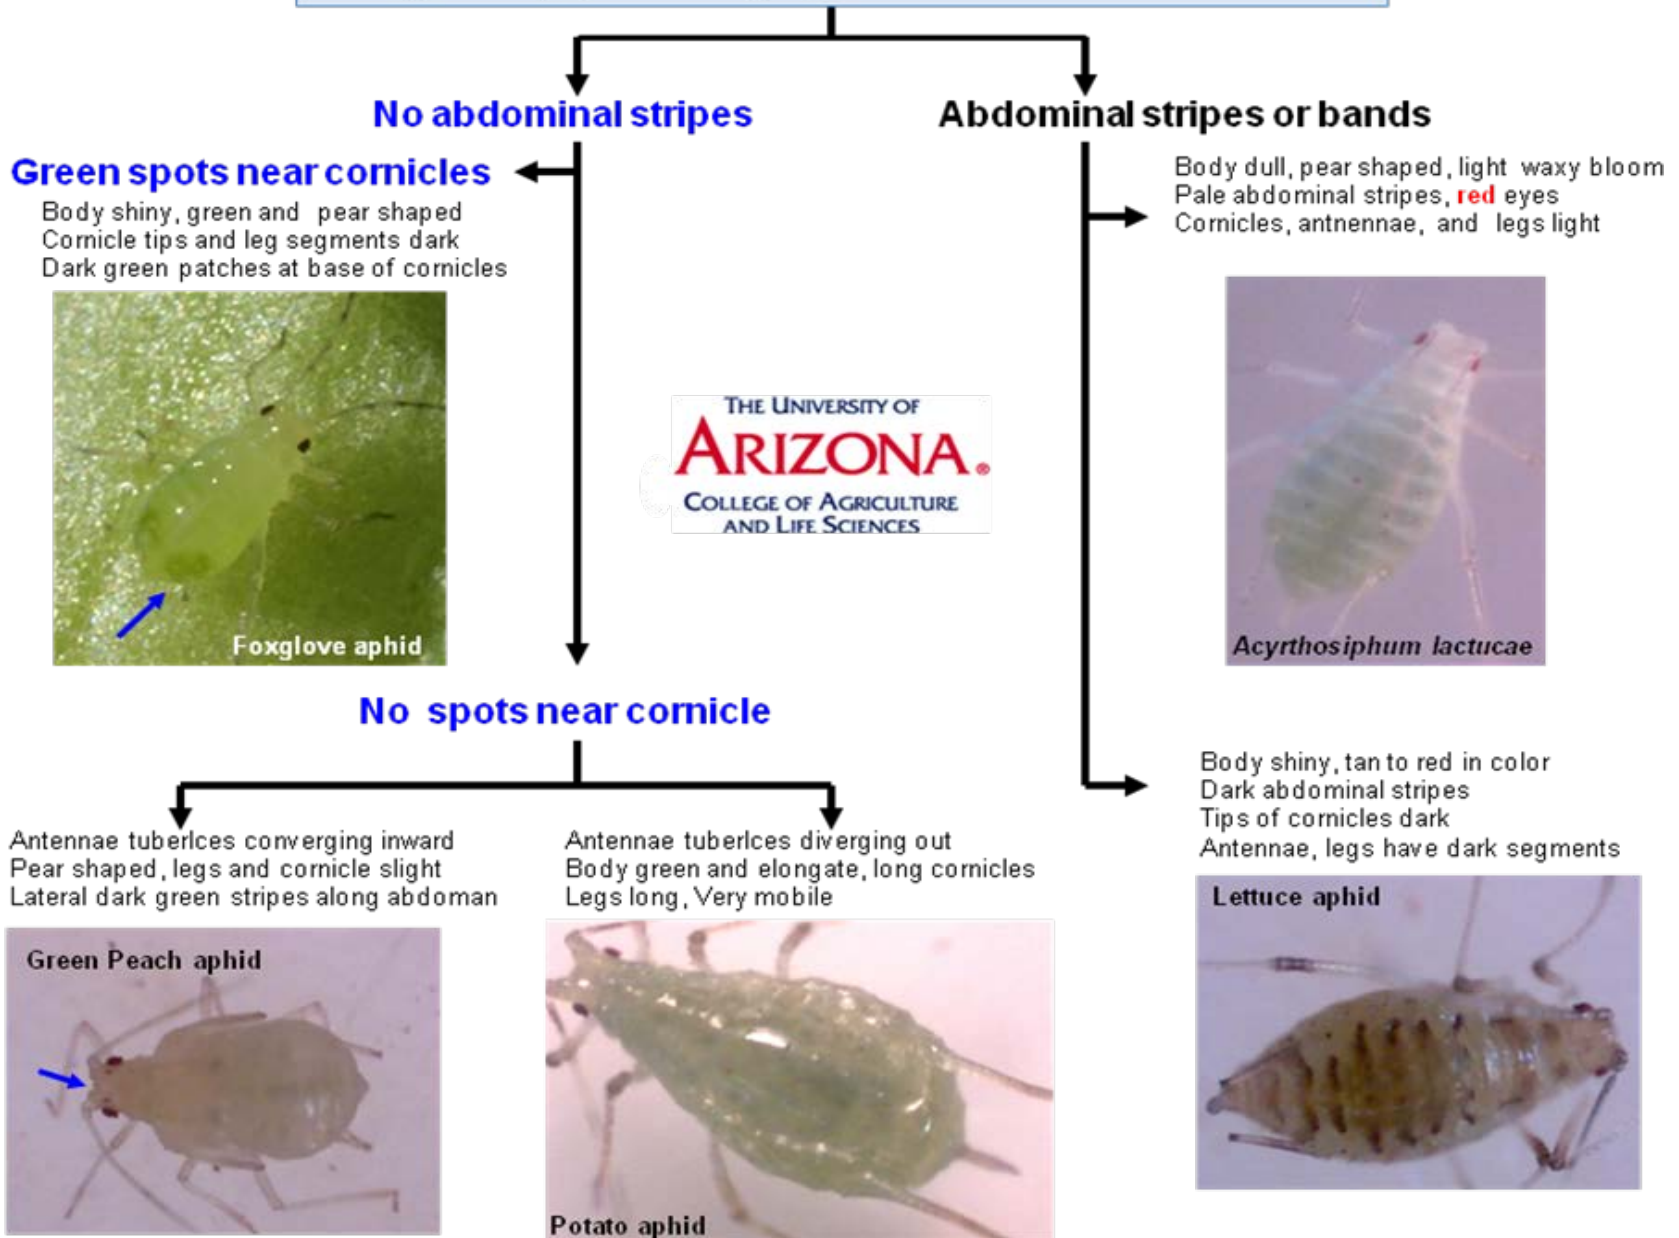 No abdominal stripes
Abdominal stripes or bands
Green spots near cornicles
Body shiny, green and pear shaped
Cornicle tips and leg segments dark
Dark green patches at base of cornicles
Body dull, pear shaped, light waxy bloom
Pale abdominal stripes, red eyes
Cornicles, antnennae, and legs light
Foxglove aphid
THE UNIVERSITY OF
ARIZONA®
COLLEGE OF AGRICULTURE
AND LIFE SCIENCES
Acyrthosiphum lactucae
No spots near cornicle
Antennae tuberlces converging inward
Pear shaped, legs and cornicle slight
Lateral dark green stripes along abdoman
Green Peach aphid
Antennae tuberlces diverging out
Body green and elongate, long cornicles
Legs long, Very mobile
Potato aphid
Body shiny, tan to red in color
Dark abdominal stripes
Tips of cornicles dark
Antennae, legs have dark segments
Lettuce aphid